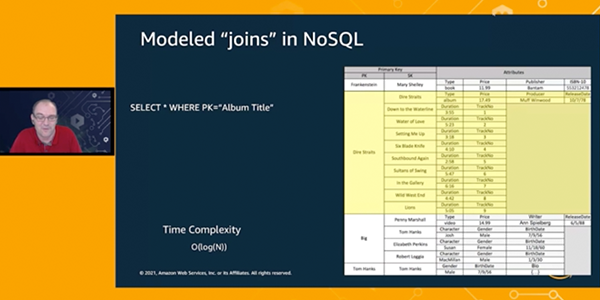 Modeled “joins” in NoSQL
SELECT * WHERE PK=“Album Title”
Time Complexity
O(log(N))
© 2021, Amazon Web Services, Inc. or its Affiliates. All rights reserved.
Primary Key Attributes
PK SK
Type Price Publisher ISBN-10
Frankenstein Mary Shelley book 11.99 Bantam 553212478
Type Price Producer ReleaseDate
Dire Straits album 17.49 Muff Winwood 10/7/78
Duration TrackNo
Down to the Waterline 3:55 1
Duration TrackNo
Water of Love 5:23 2
Duration TrackNo
Setting Me Up 3:18 3
Duration TrackNo
Six Blade Knife 4:10 4
Duration TrackNo
Dire Straits Southbound Again 2:58 5
Duration TrackNo
Sultans of Swing 5:47 6
Duration TrackNo
In the Gallery 6:16 7
Duration TrackNo
Wild West End 4:42 8
Duration TrackNo
Lions 5:05 9
Type Price Writer ReleaseDate
Penny Marshall video 14.99 Ann Spielberg 6/5/88
Character Gender BirthDate
Big Tom Hanks Josh Male 7/9/56
Character Gender BirthDate
Elizabeth Perkins Susan Female 11/18/60
Character Gender BirthDate
Robert Loggia MacMillan Male 1/3/30
Gender BirthDate Bio
Tom Hanks Tom Hanks Male 7/9/56